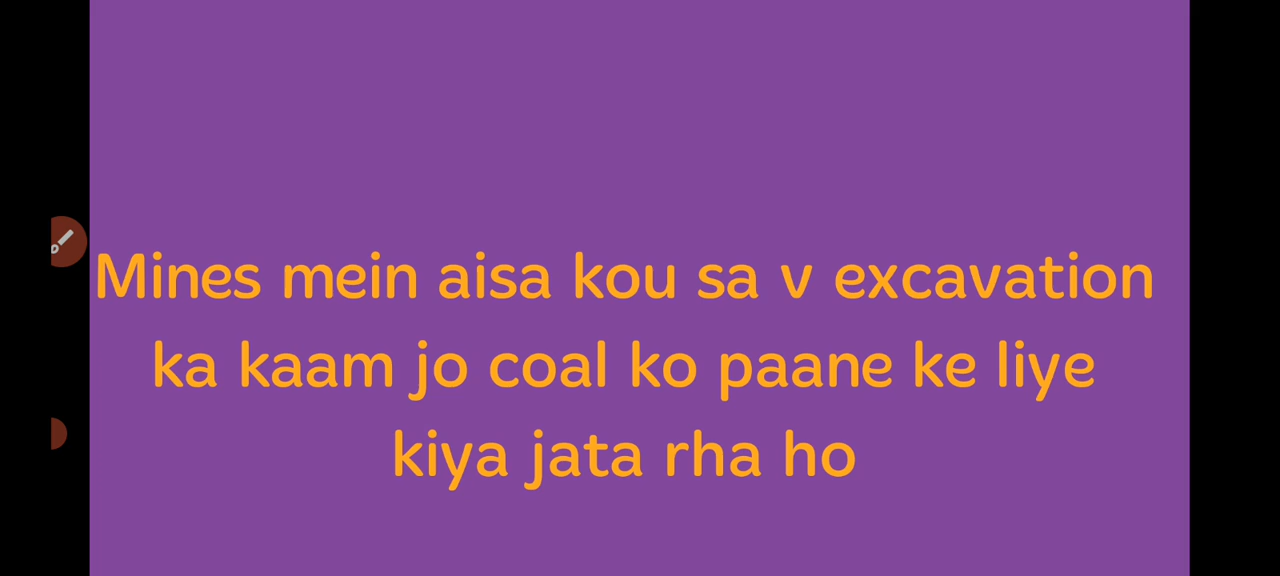 Mines mein aisa kou sa v excavation
ka kaam jo coal ko paane ke liye
kiya jata rha ho